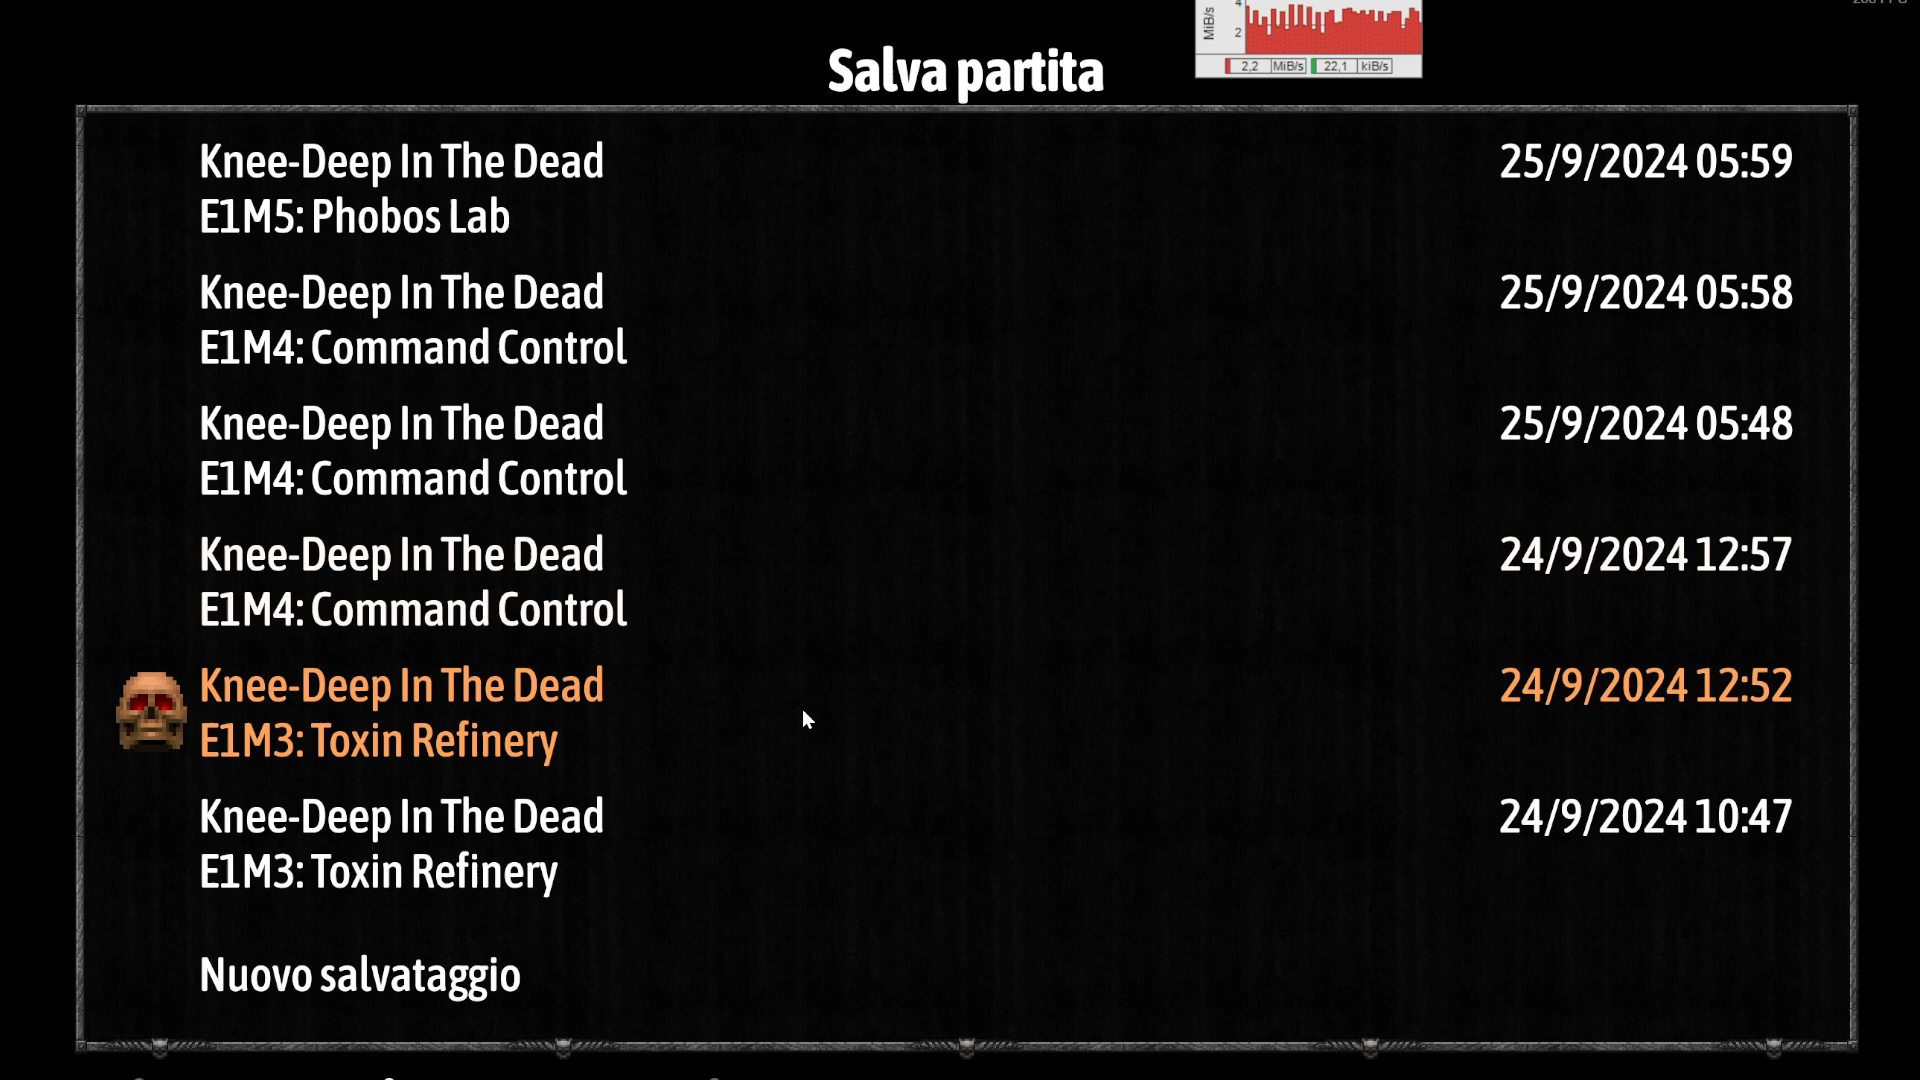 MiB/s
4
2
2,2 MiB/s 22,1 kiB/s
Salva partita
Knee-Deep In The Dead 25/9/2024 05:59
E1M5: Phobos Lab
Knee-Deep In The Dead 25/9/2024 05:58
E1M4: Command Control
Knee-Deep In The Dead 25/9/2024 05:48
E1M4: Command Control
Knee-Deep In The Dead 24/9/2024 12:57
E1M4: Command Control
Knee-Deep In The Dead 24/9/2024 12:52
E1M3: Toxin Refinery
Knee-Deep In The Dead 24/9/2024 10:47
E1M3: Toxin Refinery
Nuovo salvataggio